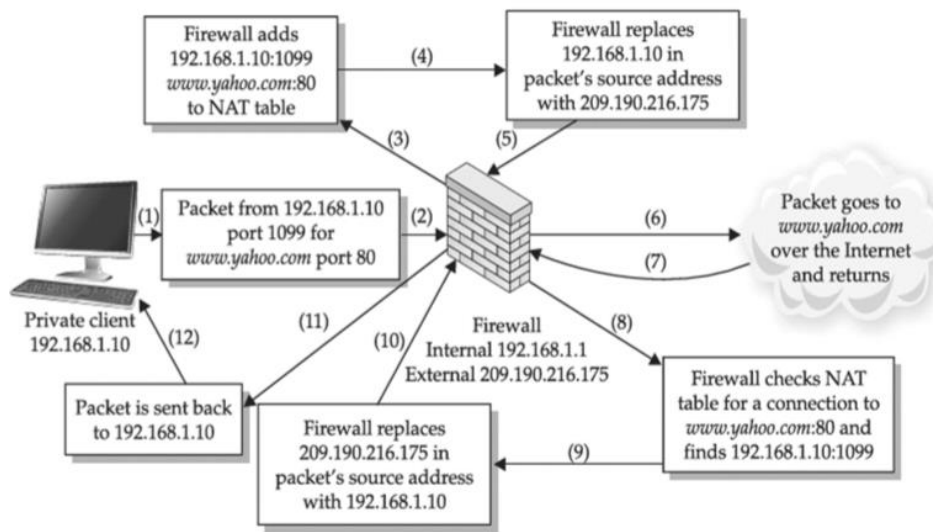 Firewall adds
192.168.1.10:1099
www.yahoo.com:80
to NAT table
(4)
Firewall replaces
192.168.1.10 in
packet's source address
with 209.190.216.175
(3)
(5)
(1)
Packet from 192.168.1.10
port 1099 for
www.yahoo.com port 80
(2)
(6)
(7)
Packet goes to
www.yahoo.com
over the Internet
and returns
Private client
192.168.1.10
(12)
(11)
(10)
Firewall
Internal 192.168.1.1
External 209.190.216.175
(8)
Packet is sent back
to 192.168.1.10
Firewall replaces
209.190.216.175 in
packet's source address
with 192.168.1.10
(9)
Firewall checks NAT
table for a connection to
www.yahoo.com:80 and
finds 192.168.1.10:1099